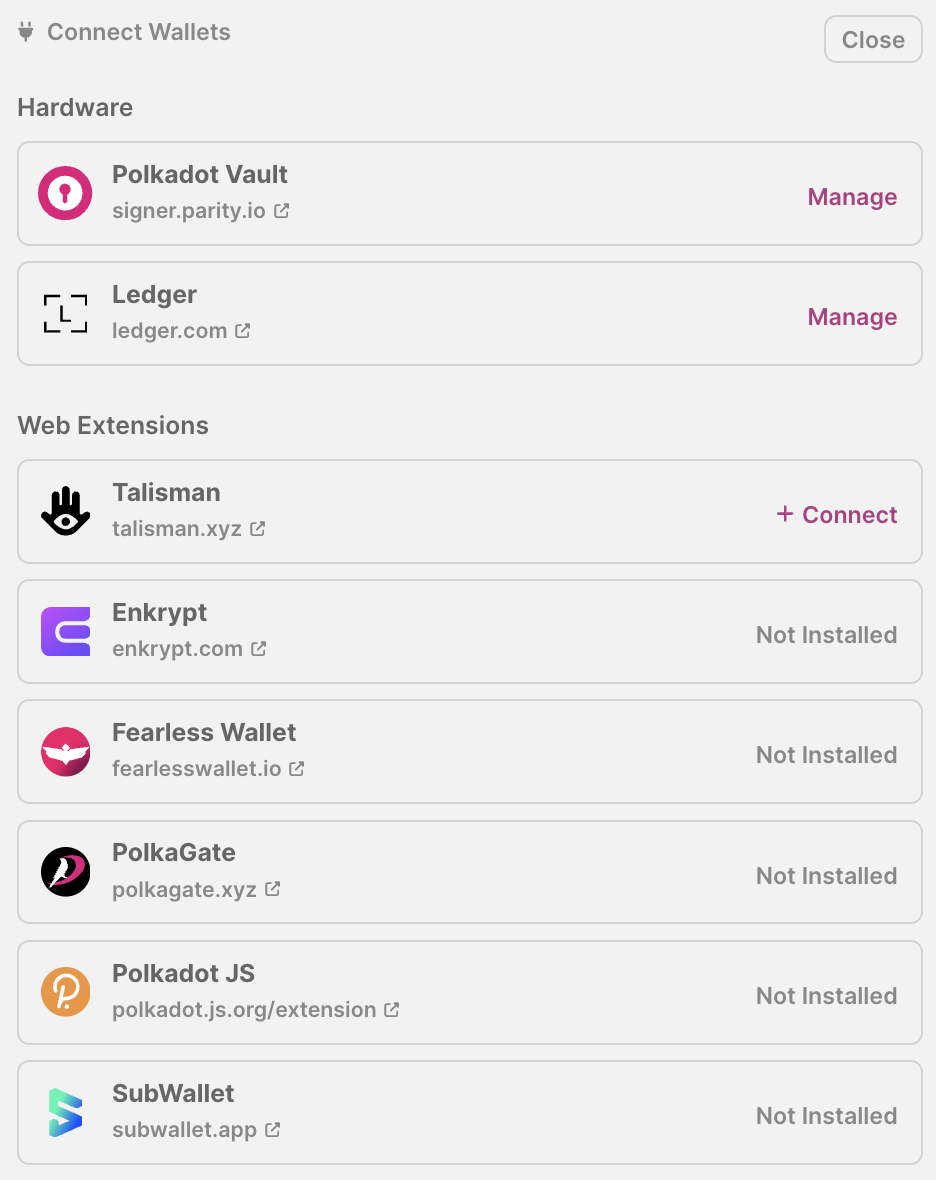 Connect Wallets
Close
Hardware
Polkadot Vault
signer.parity.io
Manage
L
Ledger
ledger.com
Manage
Web Extensions
Talisman
talisman.xyz
+ Connect
Enkrypt
enkrypt.com
Not Installed
Fearless Wallet
fearlesswallet.io
Not Installed
PolkaGate
polkagate.xyz
Not Installed
Polkadot JS
polkadot.js.org/extension
Not Installed
SubWallet
subwallet.app
Not Installed